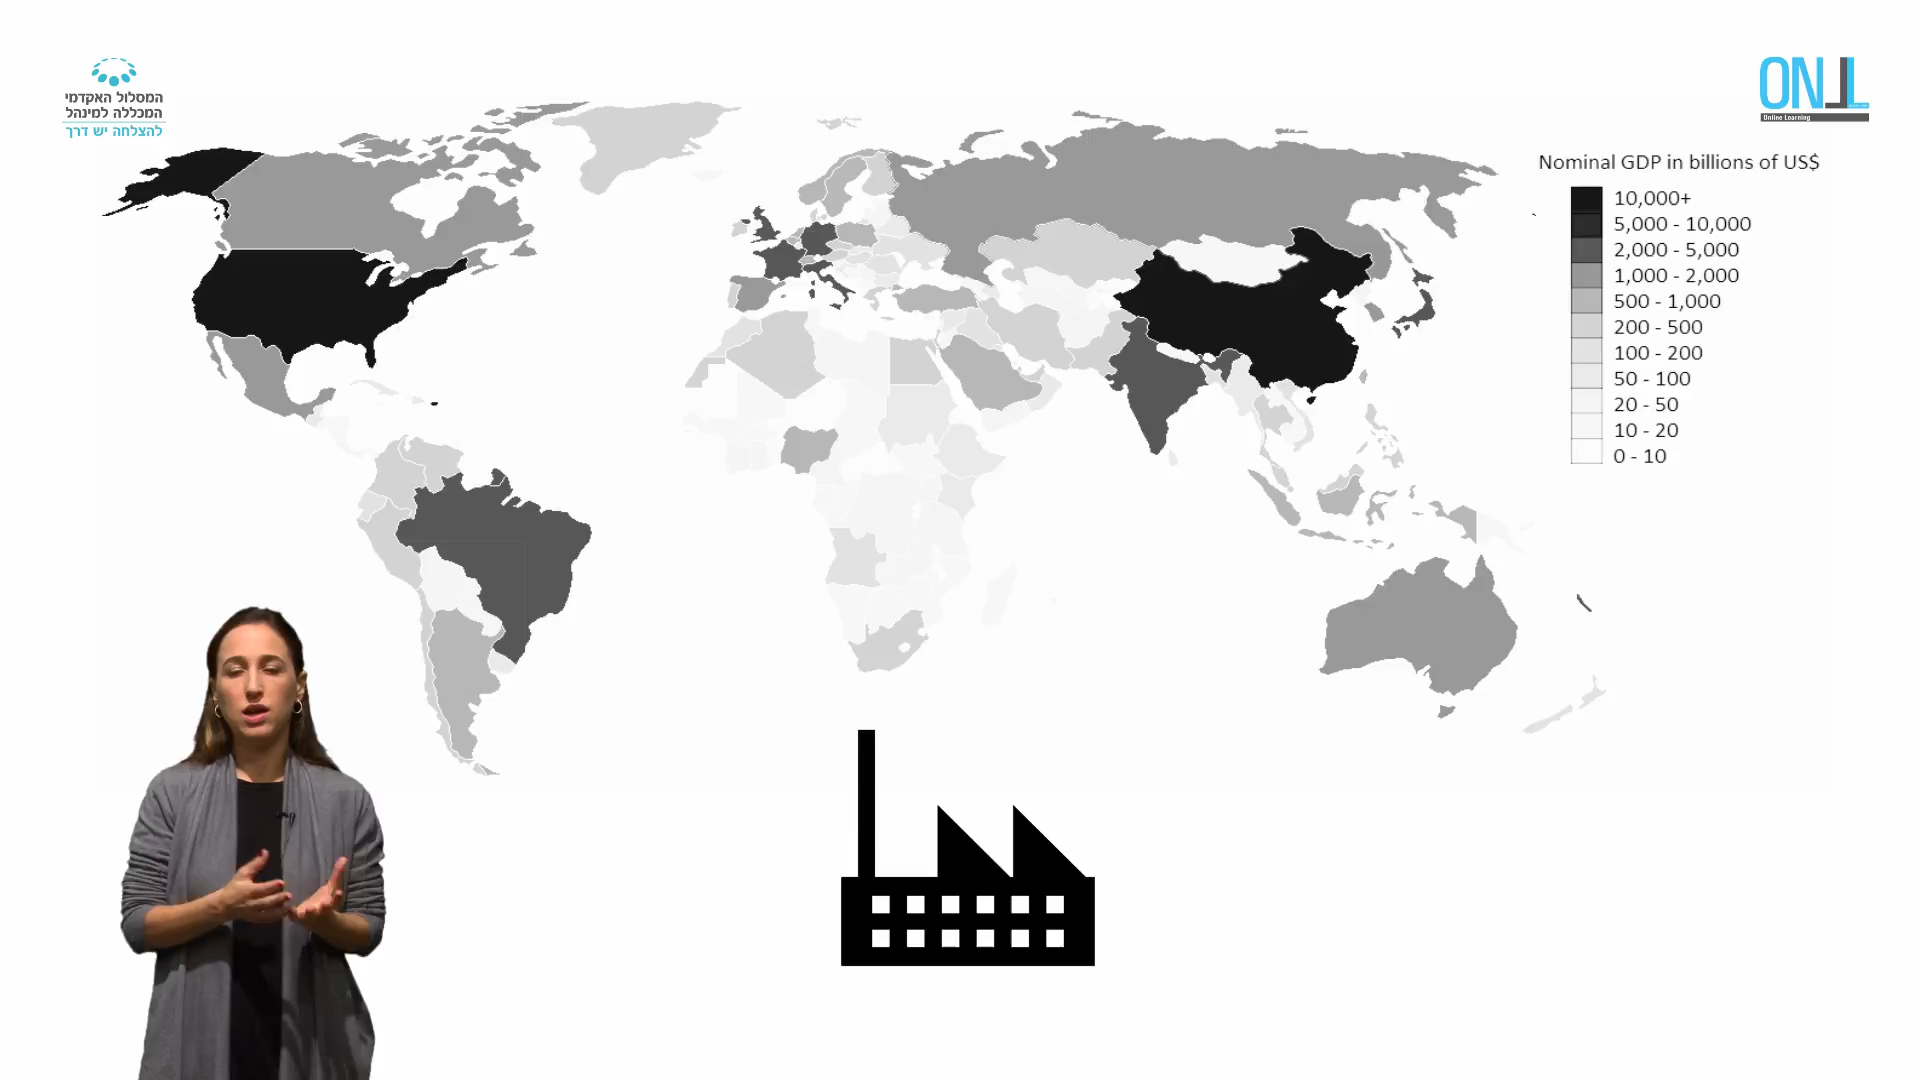 המסלול האקדמי
המכללה למינהל
להצלחה יש דרך
ONLL
Online Learning
Nominal GDP in billions of US$
10,000+
5,000 - 10,000
2,000 - 5,000
1,000 - 2,000
500 - 1,000
200 - 500
100 - 200
50 - 100
20 - 50
10 - 20
0 - 10